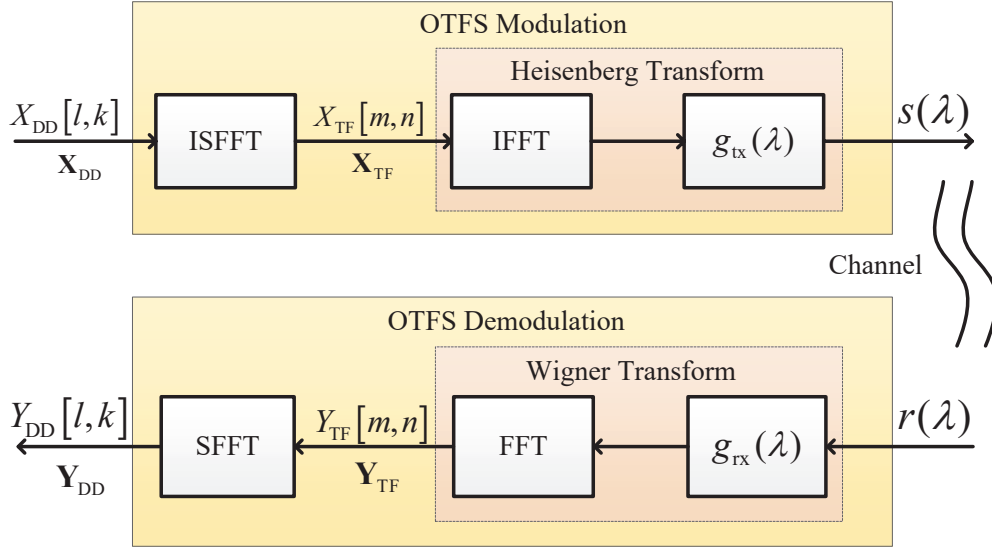 OTFS Modulation
Heisenberg Transform
X_DD[l,k]
X_DD
ISFFT
X_TF[m,n]
X_TF
IFFT
g_tx(λ)
s(λ)
Channel
OTFS Demodulation
Wigner Transform
Y_DD[l,k]
Y_DD
SFFT
Y_TF[m,n]
Y_TF
FFT
g_rx(λ)
r(λ)